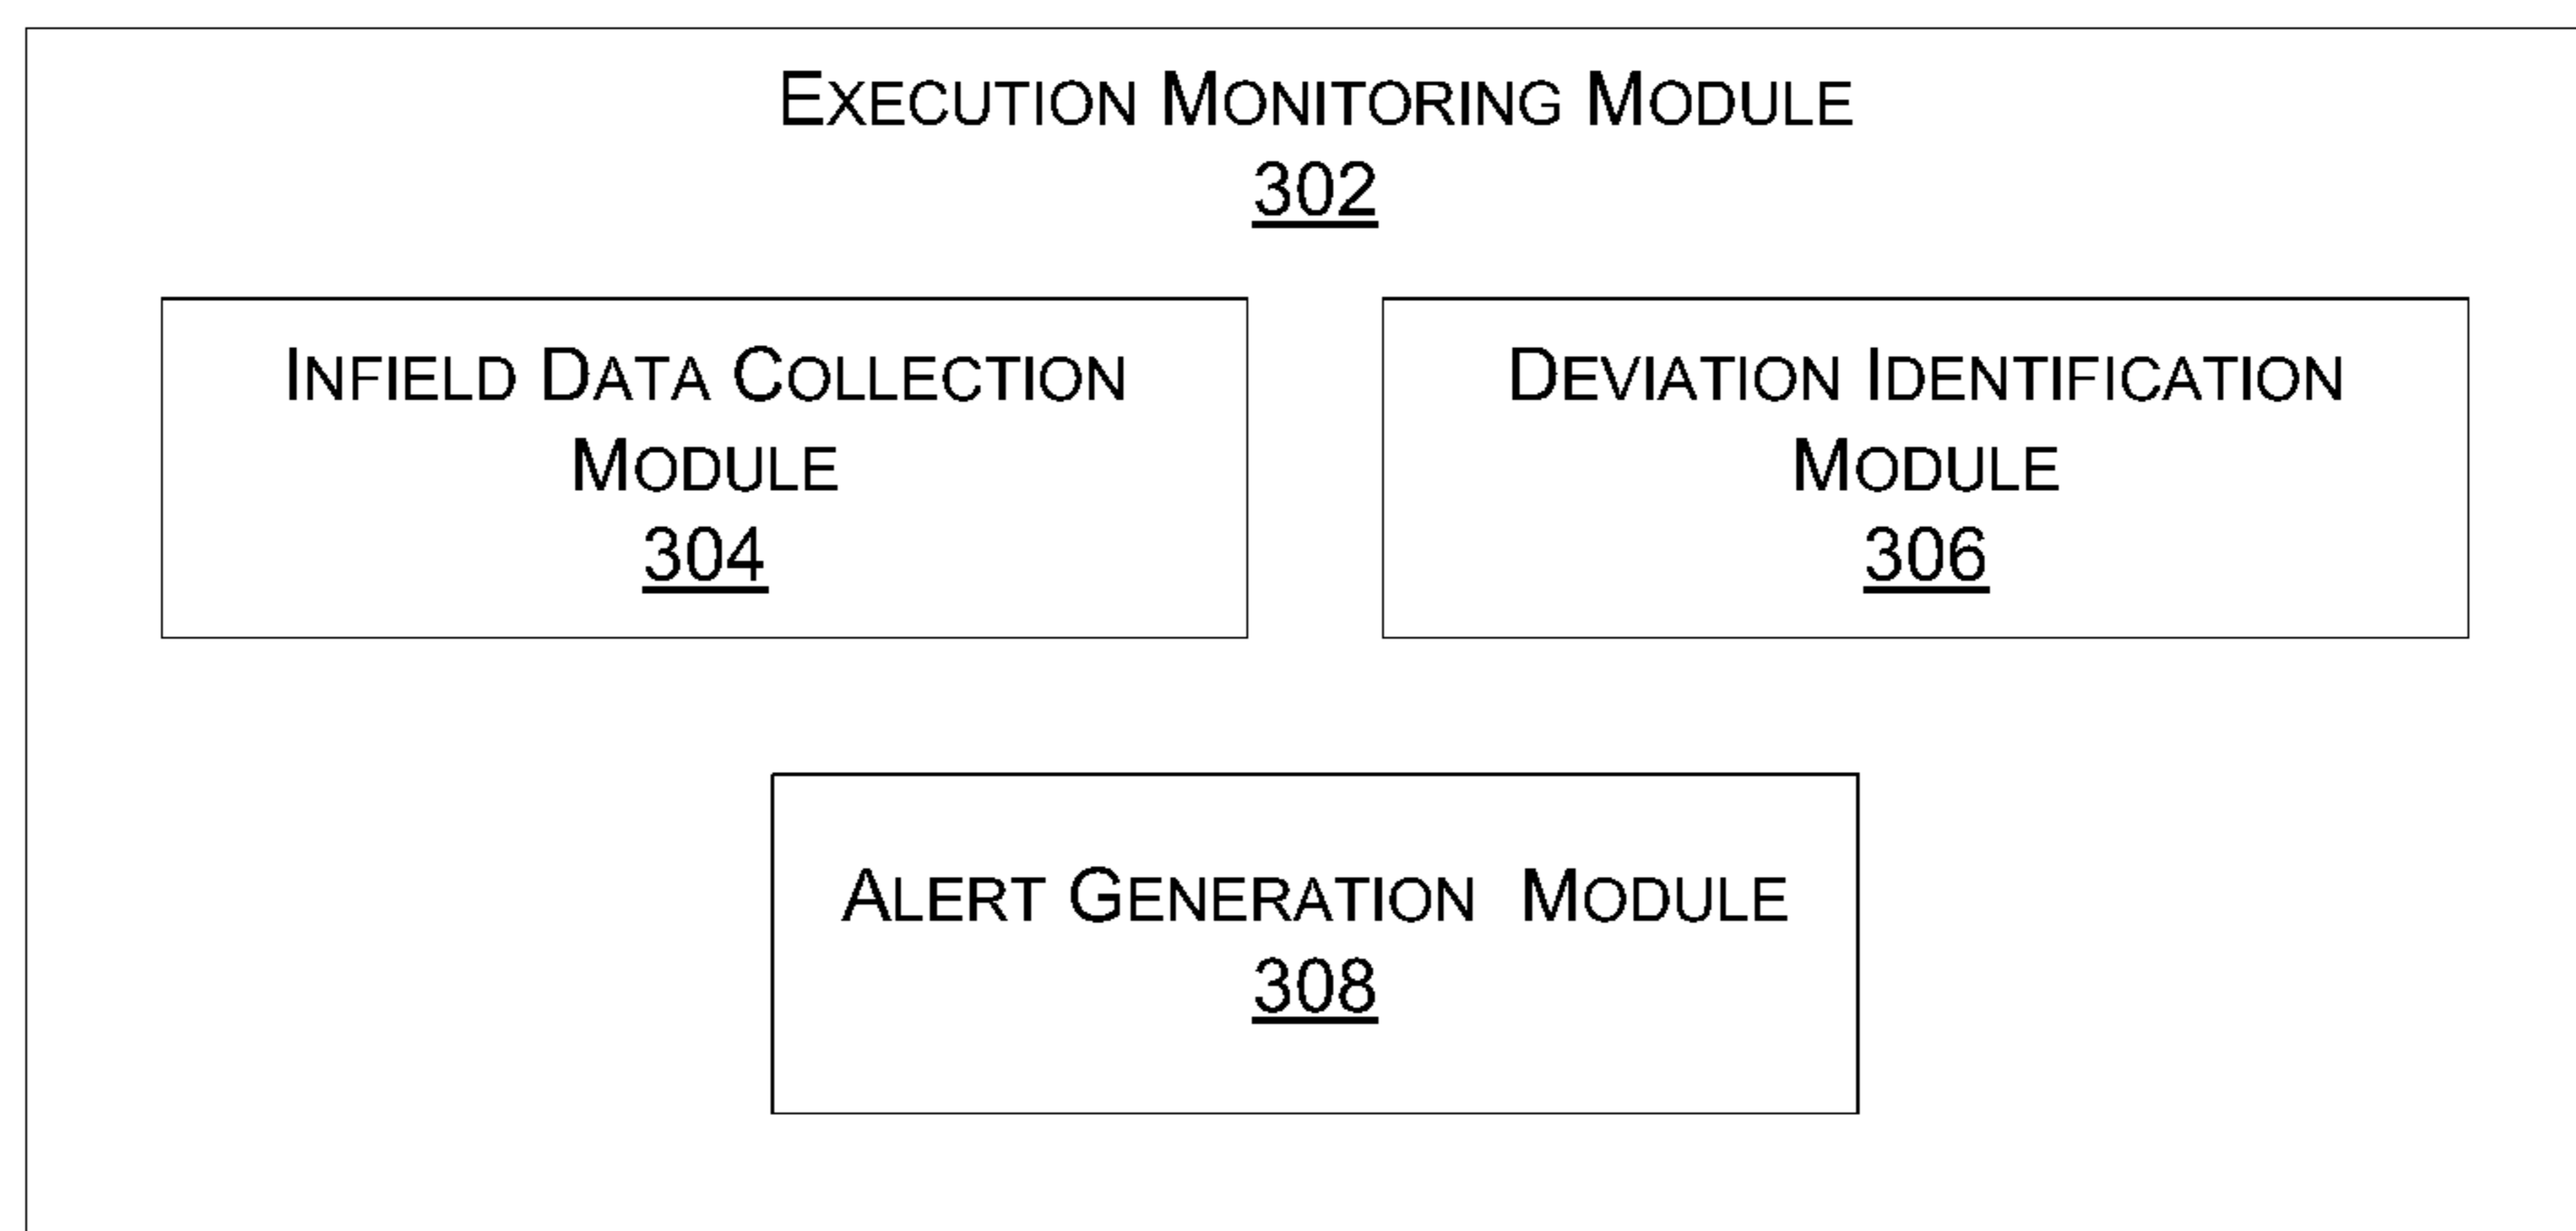 EXECUTION MONITORING MODULE
302
INFIELD DATA COLLECTION
MODULE
304
DEVIATION IDENTIFICATION
MODULE
306
ALERT GENERATION MODULE
308